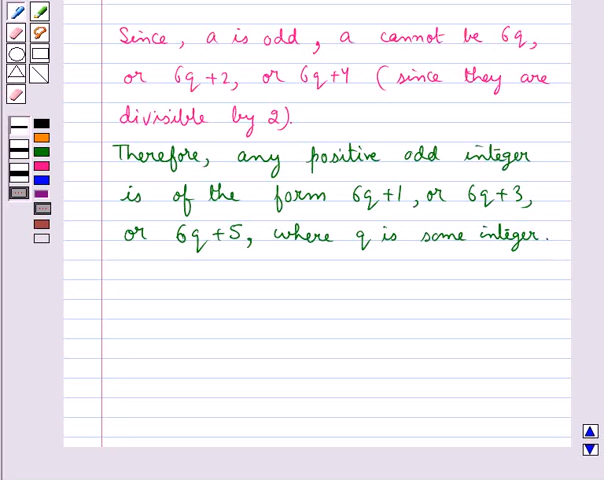 Since, a is odd, a cannot be 6q,
or 6q+2, or 6q+4 (since they are
divisible by 2).
Therefore, any positive odd integer
is of the form 6q+1, or 6q+3,
or 6q+5, where q is some integer.